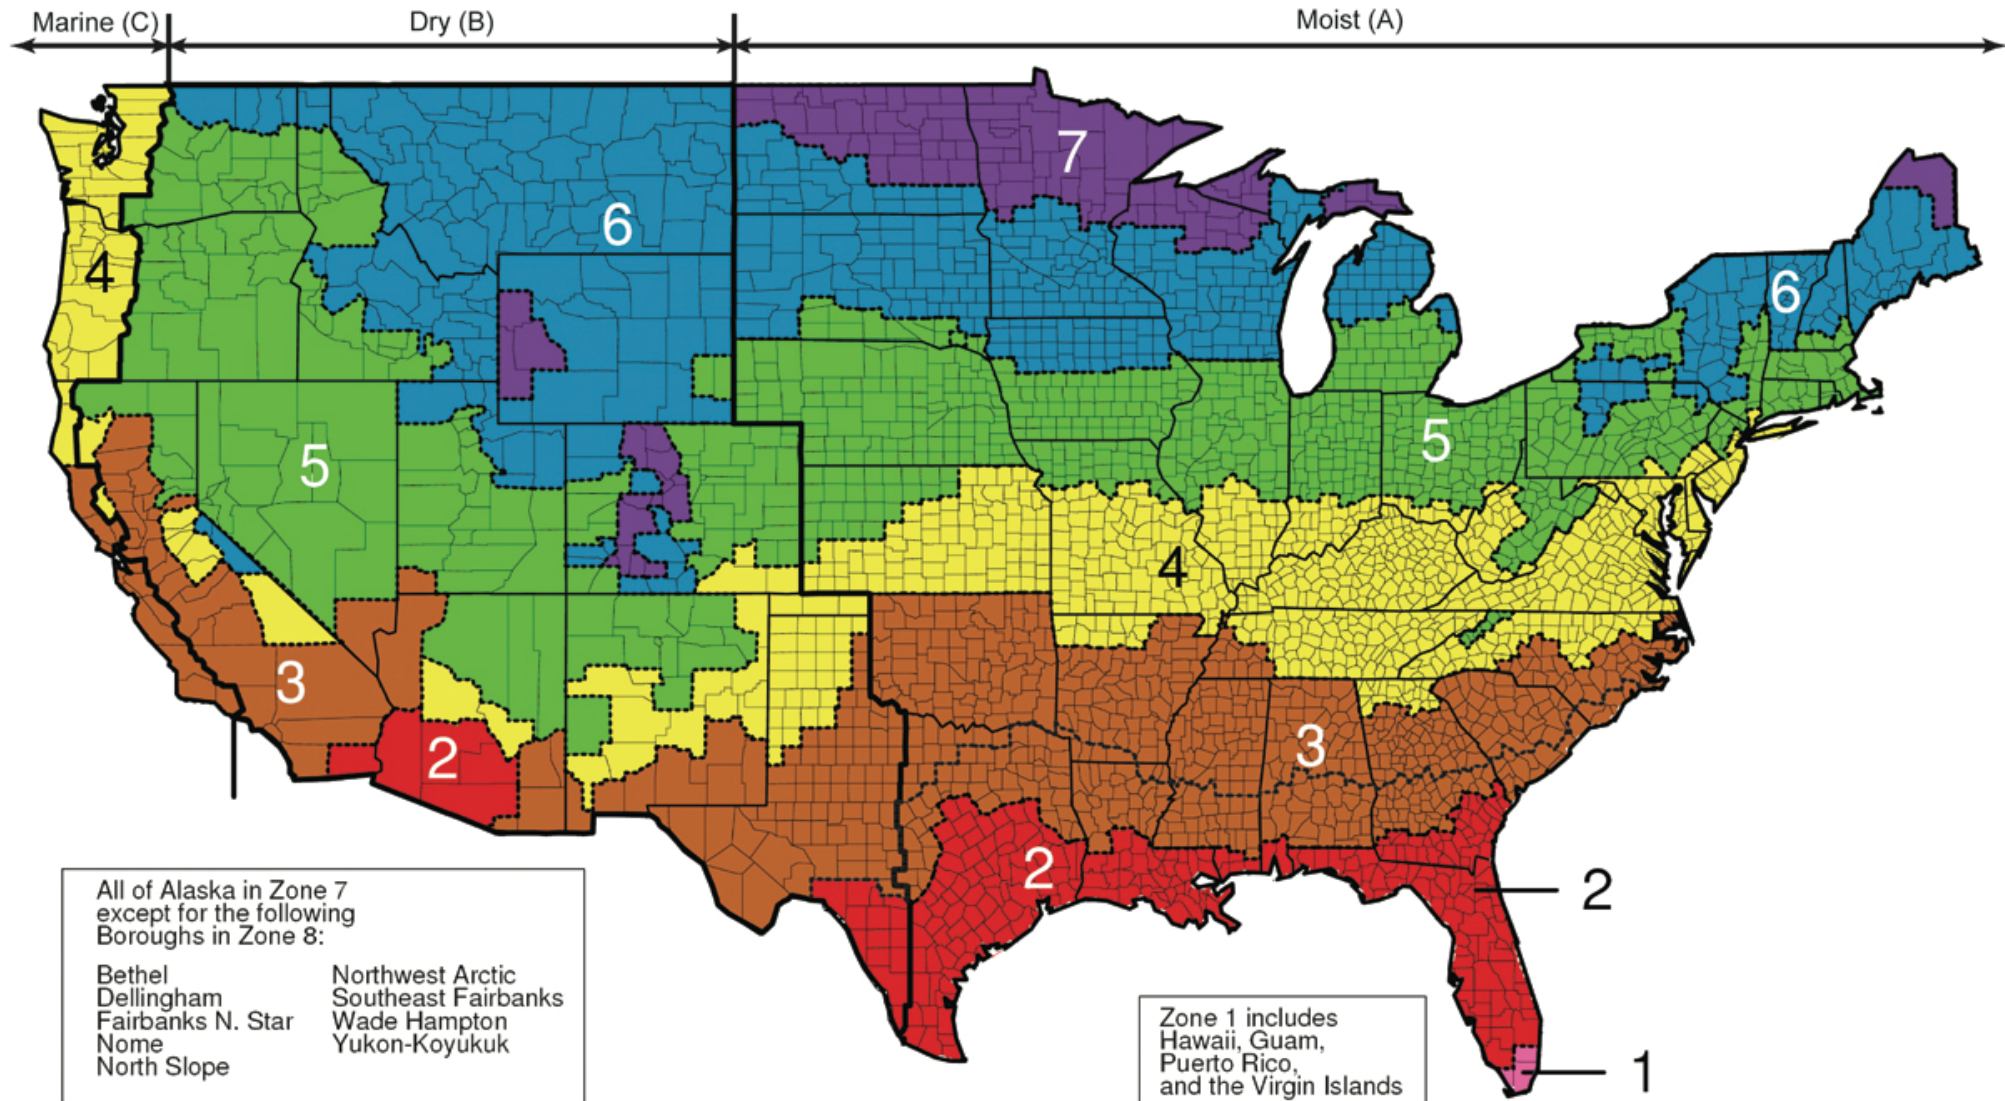 Marine (C)
Dry (B)
Moist (A)
7
6
4
6
5
5
4
3
3
2
2
2
1
All of Alaska in Zone 7
except for the following
Boroughs in Zone 8:
Bethel
Dellingham
Fairbanks N. Star
Nome
North Slope
Northwest Arctic
Southeast Fairbanks
Wade Hampton
Yukon-Koyukuk
Zone 1 includes
Hawaii, Guam,
Puerto Rico,
and the Virgin Islands